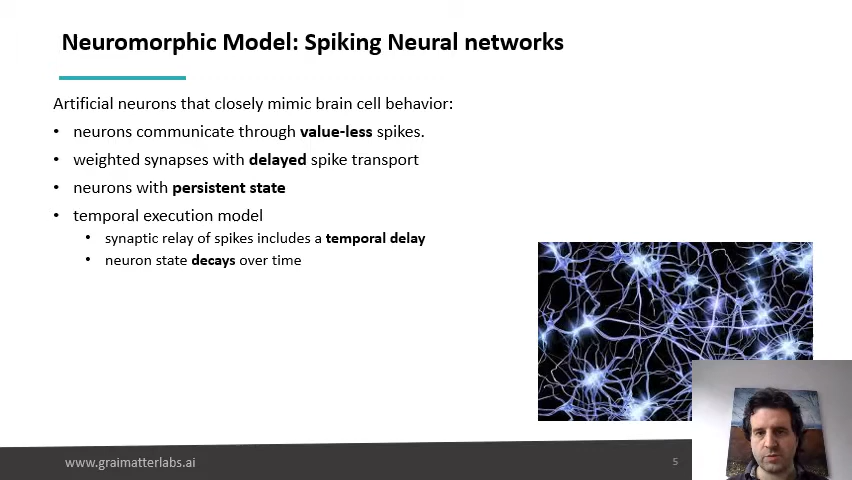 Neuromorphic Model: Spiking Neural networks
Artificial neurons that closely mimic brain cell behavior:
• neurons communicate through value-less spikes.
• weighted synapses with delayed spike transport
• neurons with persistent state
• temporal execution model
• synaptic relay of spikes includes a temporal delay
• neuron state decays over time
www.graimatterlabs.ai
5